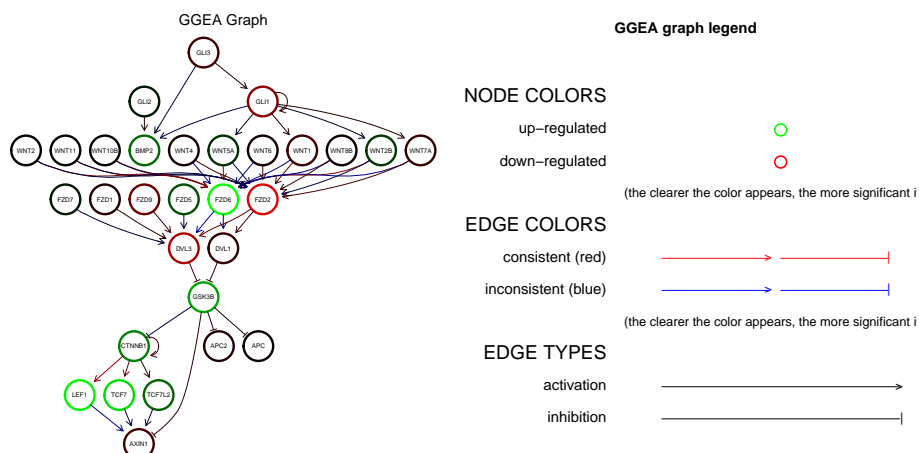 GGEA Graph
GLI3
GLI2
GLI1
WNT2
WNT11
WNT10B
BMP2
WNT4
WNT5A
WNT6
WNT1
WNT8B
WNT2B
WNT7A
FZD7
FZD1
FZD9
FZD5
FZD6
FZD2
DVL3
DVL1
GSK3B
CTNNB1
APC2
APC
LEF1
TCF7
TCF7L2
AXIN1
GGEA graph legend
NODE COLORS
up−regulated
down−regulated
(the clearer the color appears, the more significant i
EDGE COLORS
consistent (red)
inconsistent (blue)
(the clearer the color appears, the more significant i
EDGE TYPES
activation
inhibition